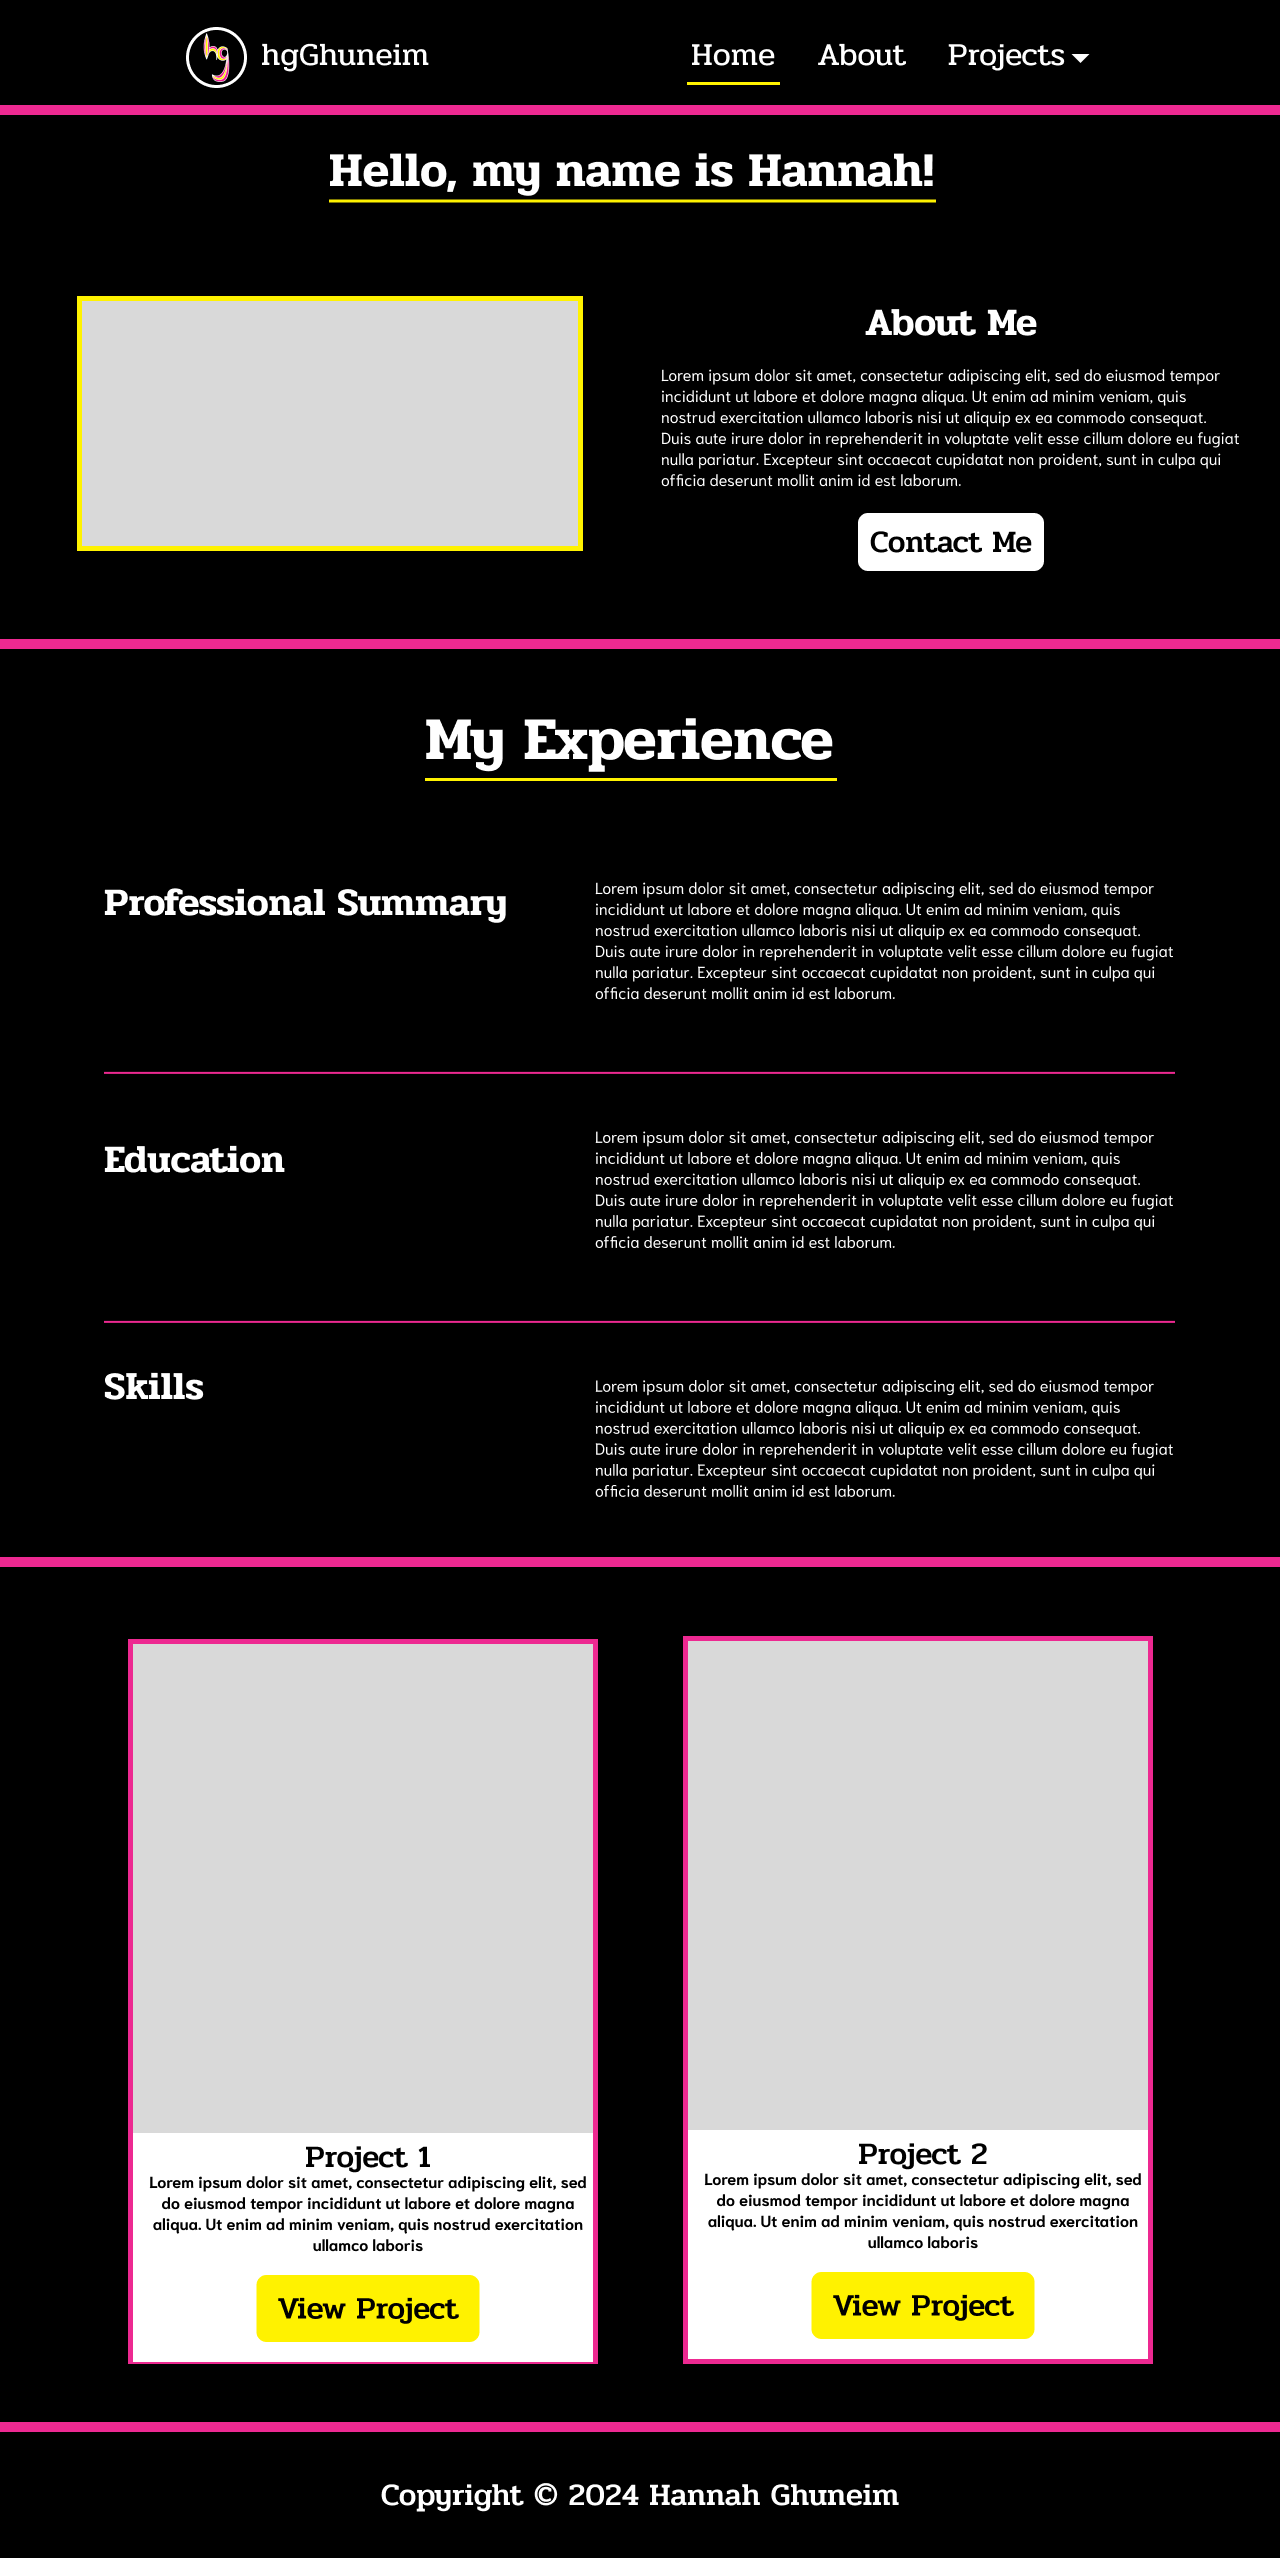 hg hgGhuneim Home About Projects
Hello, my name is Hannah!
About Me
Lorem ipsum dolor sit amet, consectetur adipiscing elit, sed do eiusmod tempor
incididunt ut labore et dolore magna aliqua. Ut enim ad minim veniam, quis
nostrud exercitation ullamco laboris nisi ut aliquip ex ea commodo consequat.
Duis aute irure dolor in reprehenderit in voluptate velit esse cillum dolore eu fugiat
nulla pariatur. Excepteur sint occaecat cupidatat non proident, sunt in culpa qui
officia deserunt mollit anim id est laborum.
Contact Me
My Experience
Professional Summary
Lorem ipsum dolor sit amet, consectetur adipiscing elit, sed do eiusmod tempor
incididunt ut labore et dolore magna aliqua. Ut enim ad minim veniam, quis
nostrud exercitation ullamco laboris nisi ut aliquip ex ea commodo consequat.
Duis aute irure dolor in reprehenderit in voluptate velit esse cillum dolore eu fugiat
nulla pariatur. Excepteur sint occaecat cupidatat non proident, sunt in culpa qui
officia deserunt mollit anim id est laborum.
Education
Lorem ipsum dolor sit amet, consectetur adipiscing elit, sed do eiusmod tempor
incididunt ut labore et dolore magna aliqua. Ut enim ad minim veniam, quis
nostrud exercitation ullamco laboris nisi ut aliquip ex ea commodo consequat.
Duis aute irure dolor in reprehenderit in voluptate velit esse cillum dolore eu fugiat
nulla pariatur. Excepteur sint occaecat cupidatat non proident, sunt in culpa qui
officia deserunt mollit anim id est laborum.
Skills
Lorem ipsum dolor sit amet, consectetur adipiscing elit, sed do eiusmod tempor
incididunt ut labore et dolore magna aliqua. Ut enim ad minim veniam, quis
nostrud exercitation ullamco laboris nisi ut aliquip ex ea commodo consequat.
Duis aute irure dolor in reprehenderit in voluptate velit esse cillum dolore eu fugiat
nulla pariatur. Excepteur sint occaecat cupidatat non proident, sunt in culpa qui
officia deserunt mollit anim id est laborum.
Project 1
Lorem ipsum dolor sit amet, consectetur adipiscing elit, sed
do eiusmod tempor incididunt ut labore et dolore magna
aliqua. Ut enim ad minim veniam, quis nostrud exercitation
ullamco laboris
View Project
Project 2
Lorem ipsum dolor sit amet, consectetur adipiscing elit, sed
do eiusmod tempor incididunt ut labore et dolore magna
aliqua. Ut enim ad minim veniam, quis nostrud exercitation
ullamco laboris
View Project
Copyright © 2024 Hannah Ghuneim